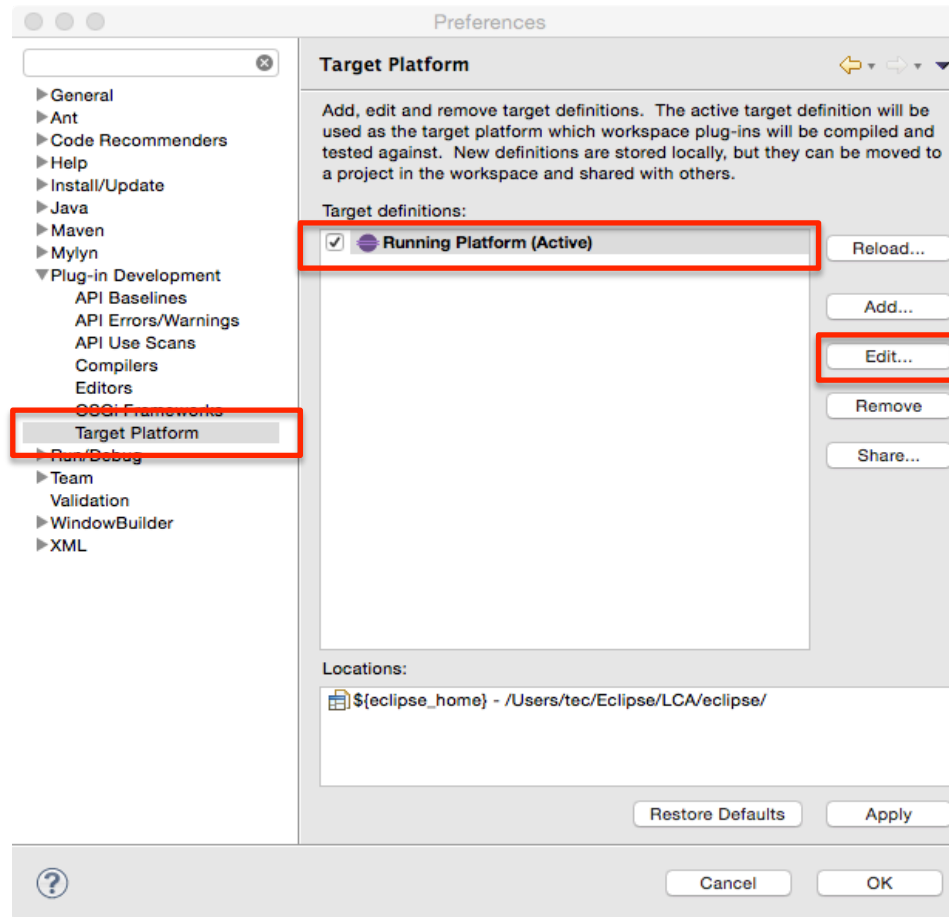 Preferences
General
Ant
Code Recommenders
Help
Install/Update
Java
Maven
Mylyn
Plug-in Development
API Baselines
API Errors/Warnings
API Use Scans
Compilers
Editors
OSGi Frameworks
Target Platform
Run/Debug
Team
Validation
WindowBuilder
XML
Target Platform
Add, edit and remove target definitions.  The active target definition will be
used as the target platform which workspace plug-ins will be compiled and
tested against.  New definitions are stored locally, but they can be moved to
a project in the workspace and shared with others.
Target definitions:
Running Platform (Active)
Reload...
Add...
Edit...
Remove
Share...
Locations:
${eclipse_home} - /Users/tec/Eclipse/LCA/eclipse/
Restore Defaults
Apply
?
Cancel
OK